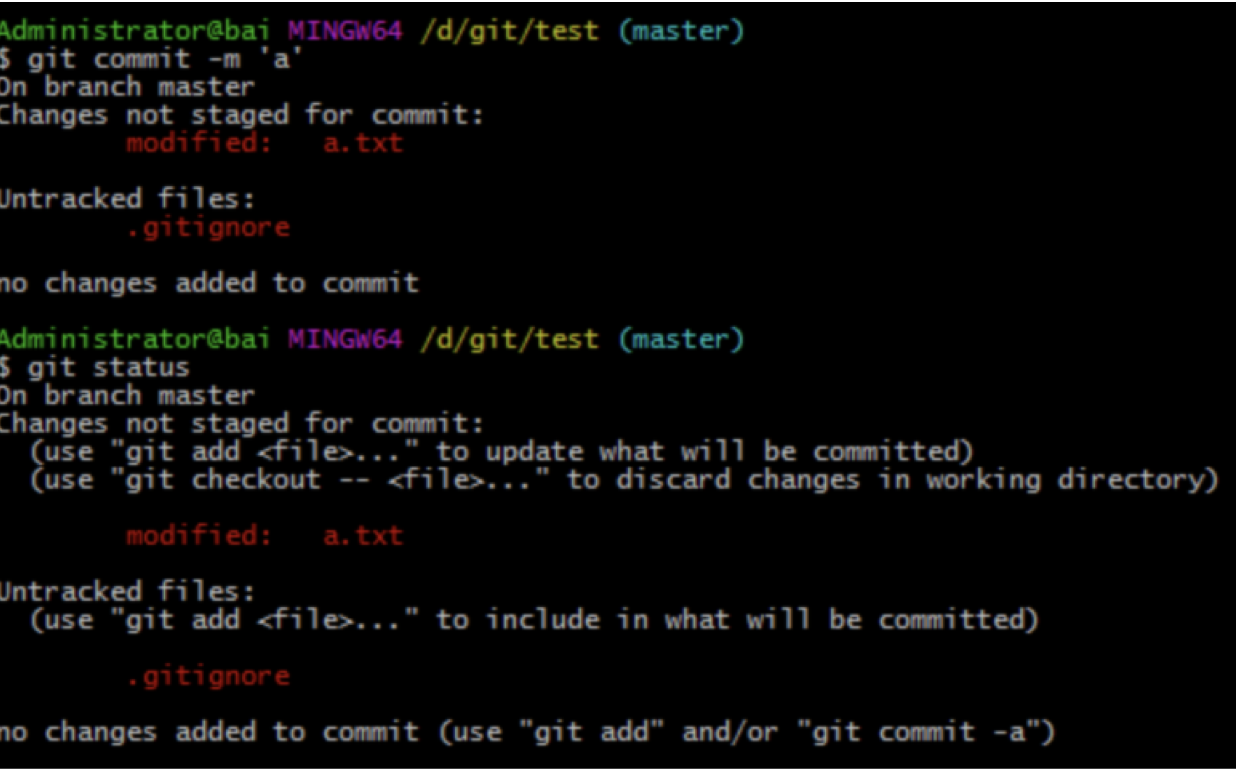 Administrator@bai MINGW64 /d/git/test (master)
$ git commit -m 'a'
On branch master
Changes not staged for commit:
        modified:   a.txt
Untracked files:
        .gitignore
no changes added to commit
Administrator@bai MINGW64 /d/git/test (master)
$ git status
On branch master
Changes not staged for commit:
  (use "git add <file>..." to update what will be committed)
  (use "git checkout -- <file>..." to discard changes in working directory)
        modified:   a.txt
Untracked files:
  (use "git add <file>..." to include in what will be committed)
        .gitignore
no changes added to commit (use "git add" and/or "git commit -a")